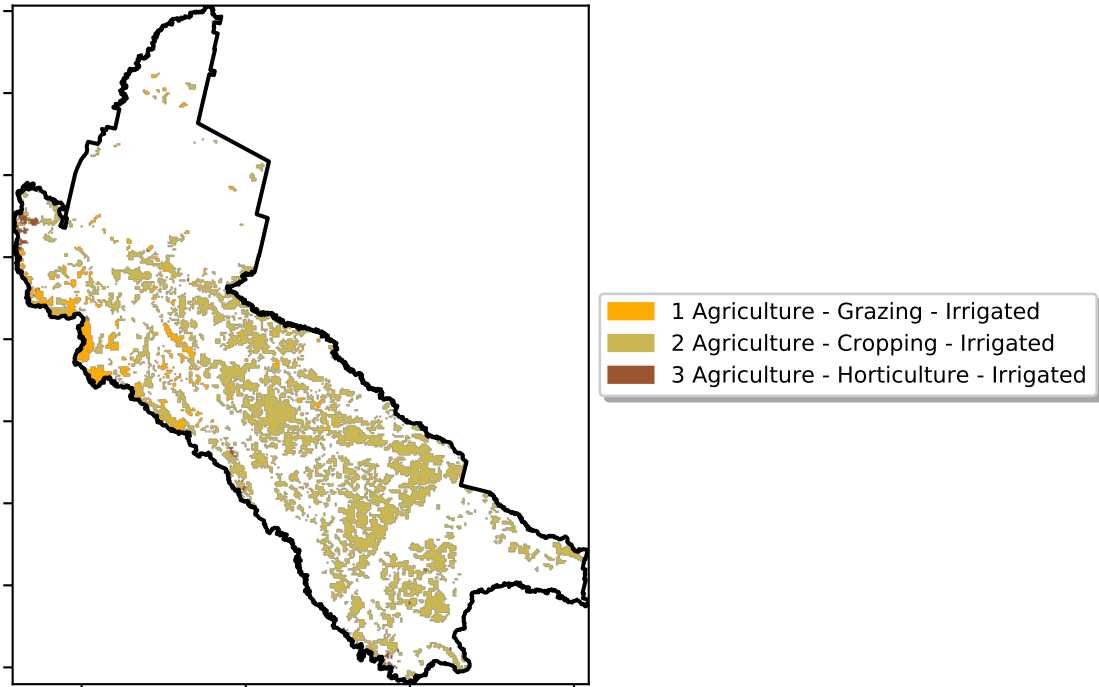 1 Agriculture - Grazing - Irrigated
2 Agriculture - Cropping - Irrigated
3 Agriculture - Horticulture - Irrigated